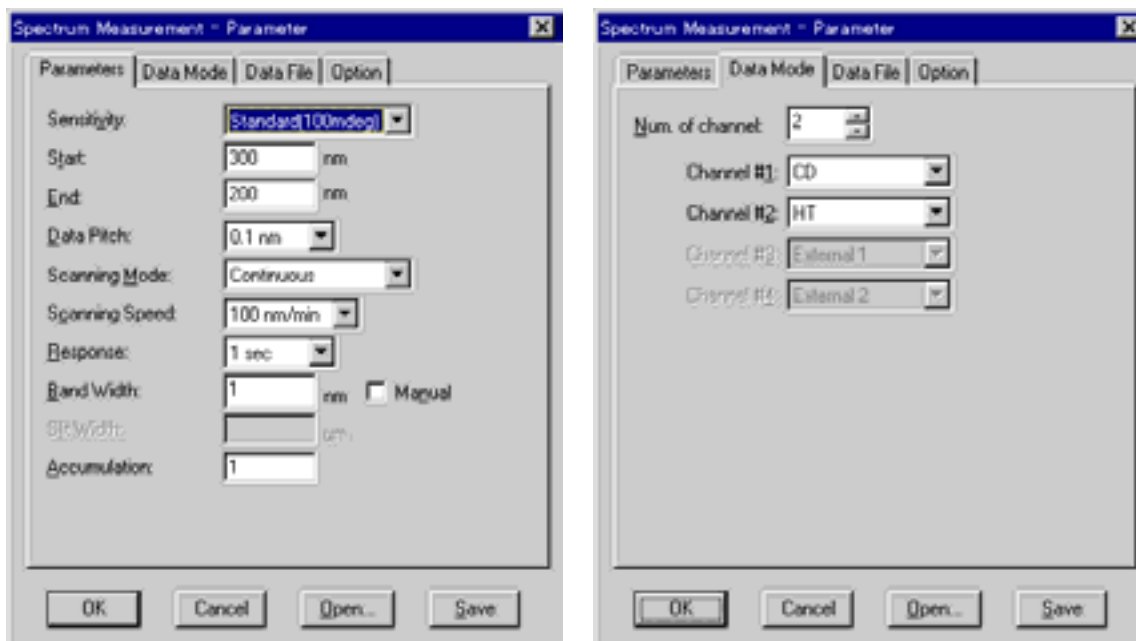 Spectrum Measurement - Parameter
Parameters Data Mode Data File Option
Sensitivity: Standard(100mdeg)
Start: 300 nm
End: 200 nm
Data Pitch: 0.1 nm
Scanning Mode: Continuous
Scanning Speed: 100 nm/min
Response: 1 sec
Band Width: 1 nm Manual
Slit Width: um
Accumulation: 1
OK Cancel Open... Save
Spectrum Measurement - Parameter
Parameters Data Mode Data File Option
Num. of channel: 2
Channel #1: CD
Channel #2: HT
Channel #3: External 1
Channel #4: External 2
OK Cancel Open... Save